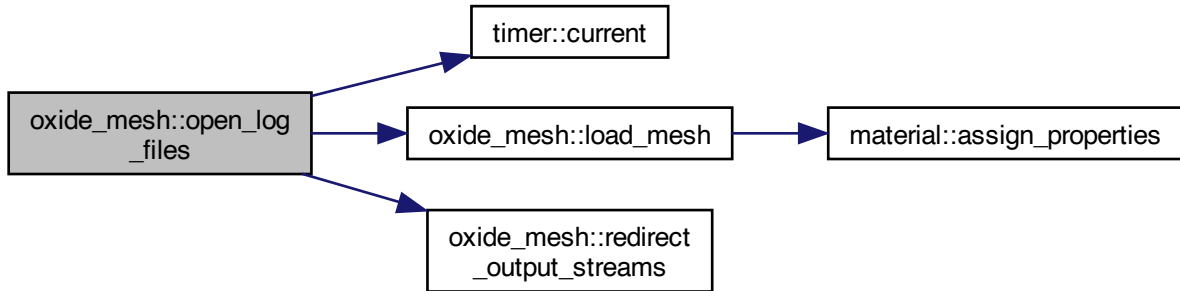 timer::current
oxide_mesh::open_log
_files
oxide_mesh::load_mesh
material::assign_properties
oxide_mesh::redirect
_output_streams